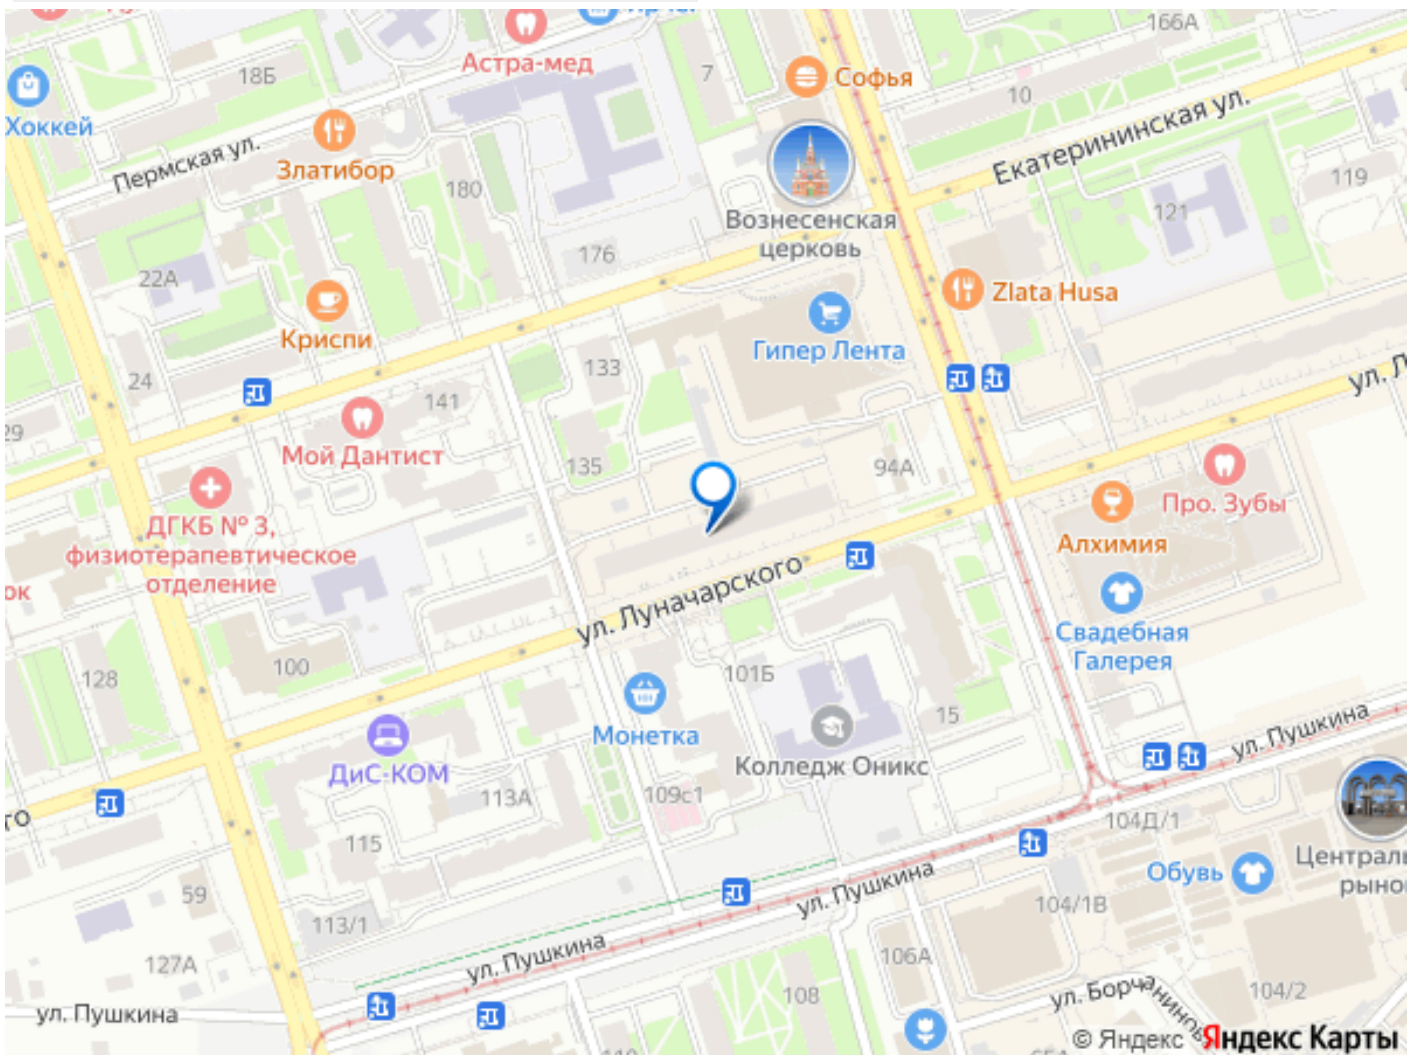 166А
Астра-мед
18Б
7
Софья
10
Хоккей
Екатерининская ул.
Пермская ул.
Златибор
180
119
121
Вознесенская
церковь
176
22А
Zlata Husa
Криспи
Гипер Лента
133
24
141
29
Мой Дантист
135
94А
Про. Зубы
ДГКБ № 3,
физиотерапевтическое
отделение
Алхимия
ул. Луначарского
Свадебная
Галерея
100
128
101Б
15
Монетка
ул. Пушкина
Колледж Оникс
ДиС-КОМ
113А
109с1
104Д/1
115
Централь
рыно
Обувь
59
ул. Пушкина
104/1В
113/1
ул. Пушкина
127А
106А
108
104/2
ул. Борчанинов
ул. Пушкина
© Яндекс Яндекс Карты